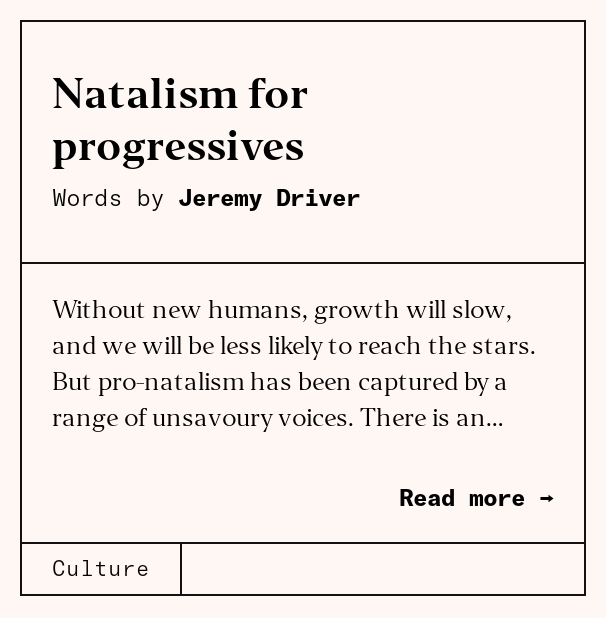 Natalism for
progressives
Words by Jeremy Driver
Without new humans, growth will slow,
and we will be less likely to reach the stars.
But pro-natalism has been captured by a
range of unsavoury voices. There is an...
Read more →
Culture